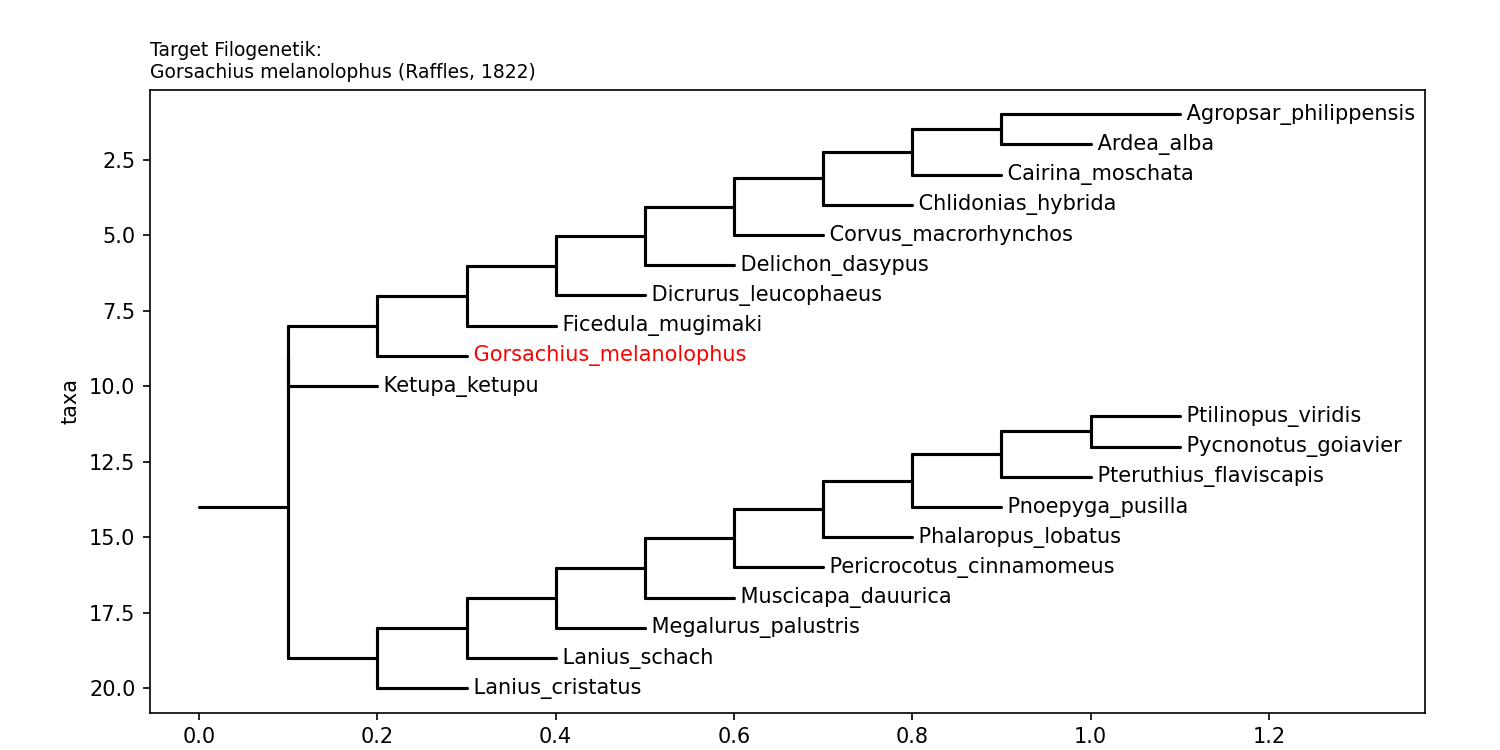 Target Filogenetik:
Gorsachius melanolophus (Raffles, 1822)
Agropsar_philippensis
Ardea_alba
2.5
Cairina_moschata
Chlidonias_hybrida
5.0
Corvus_macrorhynchos
Delichon_dasypus
Dicrurus_leucophaeus
7.5
Ficedula_mugimaki
Gorsachius_melanolophus
10.0
Ketupa_ketupu
taxa
Ptilinopus_viridis
Pycnonotus_goiavier
12.5
Pteruthius_flaviscapis
Pnoepyga_pusilla
15.0
Phalaropus_lobatus
Pericrocotus_cinnamomeus
Muscicapa_dauurica
17.5
Megalurus_palustris
Lanius_schach
20.0
Lanius_cristatus
0.0 0.2 0.4 0.6 0.8 1.0 1.2